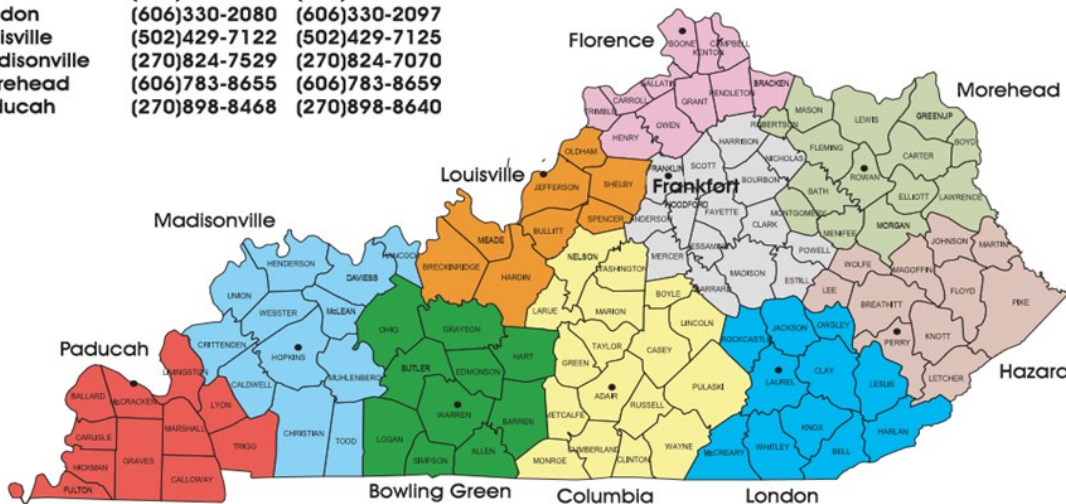 don (606)330-2080 (606)330-2097
isville (502)429-7122 (502)429-7125
disonville (270)824-7529 (270)824-7070
rehead (606)783-8655 (606)783-8659
ducah (270)898-8468 (270)898-8640
Florence
BOONE
KENTON
CAMPBELL
GALLATIN
CARROLL
TRIMBLE
GRANT
PENDLETON
BRACKEN
OWEN
HENRY
Morehead
MASON
LEWIS
GREENUP
ROBERTSON
FLEMING
CARTER
BOYD
ROWAN
BATH
ELLIOTT
LAWRENCE
MONTGOMERY
MENIFEE
MORGAN
Louisville
OLDHAM
JEFFERSON
SHELBY
SPENCER
BULLITT
MEADE
BRECKINRIDGE
HARDIN
Frankfort
HARRISON
NICHOLAS
SCOTT
FRANKLIN
BOURBON
WOODFORD
FAYETTE
ANDERSON
CLARK
MERCER
JESSAMINE
MADISON
POWELL
ESTILL
GARRARD
Madisonville
HANCOCK
HENDERSON
DAVIESS
UNION
WEBSTER
McLEAN
CRITTENDEN
HOPKINS
CALDWELL
MUHLENBERG
CHRISTIAN
TODD
Hazard
JOHNSON
MARTIN
WOLFE
MAGOFFIN
LEE
BREATHITT
FLOYD
PIKE
PERRY
KNOTT
LETCHER
Paducah
LIVINGSTON
BALLARD
McCRACKEN
LYON
CARLISLE
MARSHALL
TRIGG
GRAVES
HICKMAN
FULTON
CALLOWAY
Bowling Green
OHIO
GRAYSON
BUTLER
EDMONSON
HART
WARREN
BARREN
LOGAN
SIMPSON
ALLEN
Columbia
NELSON
WASHINGTON
LARUE
MARION
BOYLE
LINCOLN
TAYLOR
GREEN
CASEY
ADAIR
PULASKI
RUSSELL
METCALFE
MONROE
CUMBERLAND
CLINTON
WAYNE
London
ROCKCASTLE
JACKSON
OWSLEY
LAUREL
CLAY
LESLIE
KNOX
HARLAN
McCREARY
WHITLEY
BELL